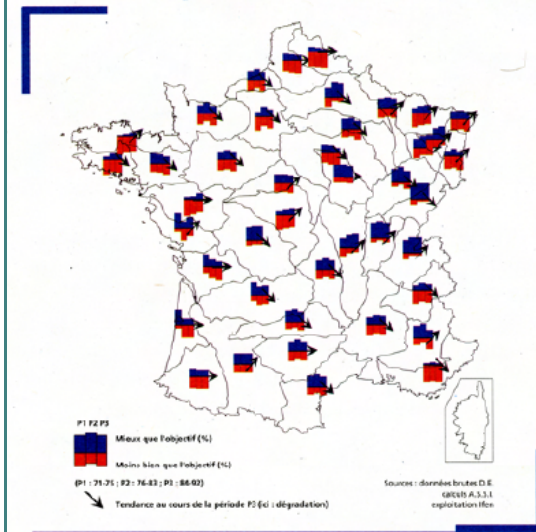 P1 P2 P3
Mieux que l'objectif (%)
Moins bien que l'objectif (%)
(P1 : 71-75 ; P2 : 76-83 ; P3 : 86-92)
Tendance au cours de la période P3 (ici : dégradation)
Sources : données brutes D.E.
calculs A.S.S.E
exploitation Ifen